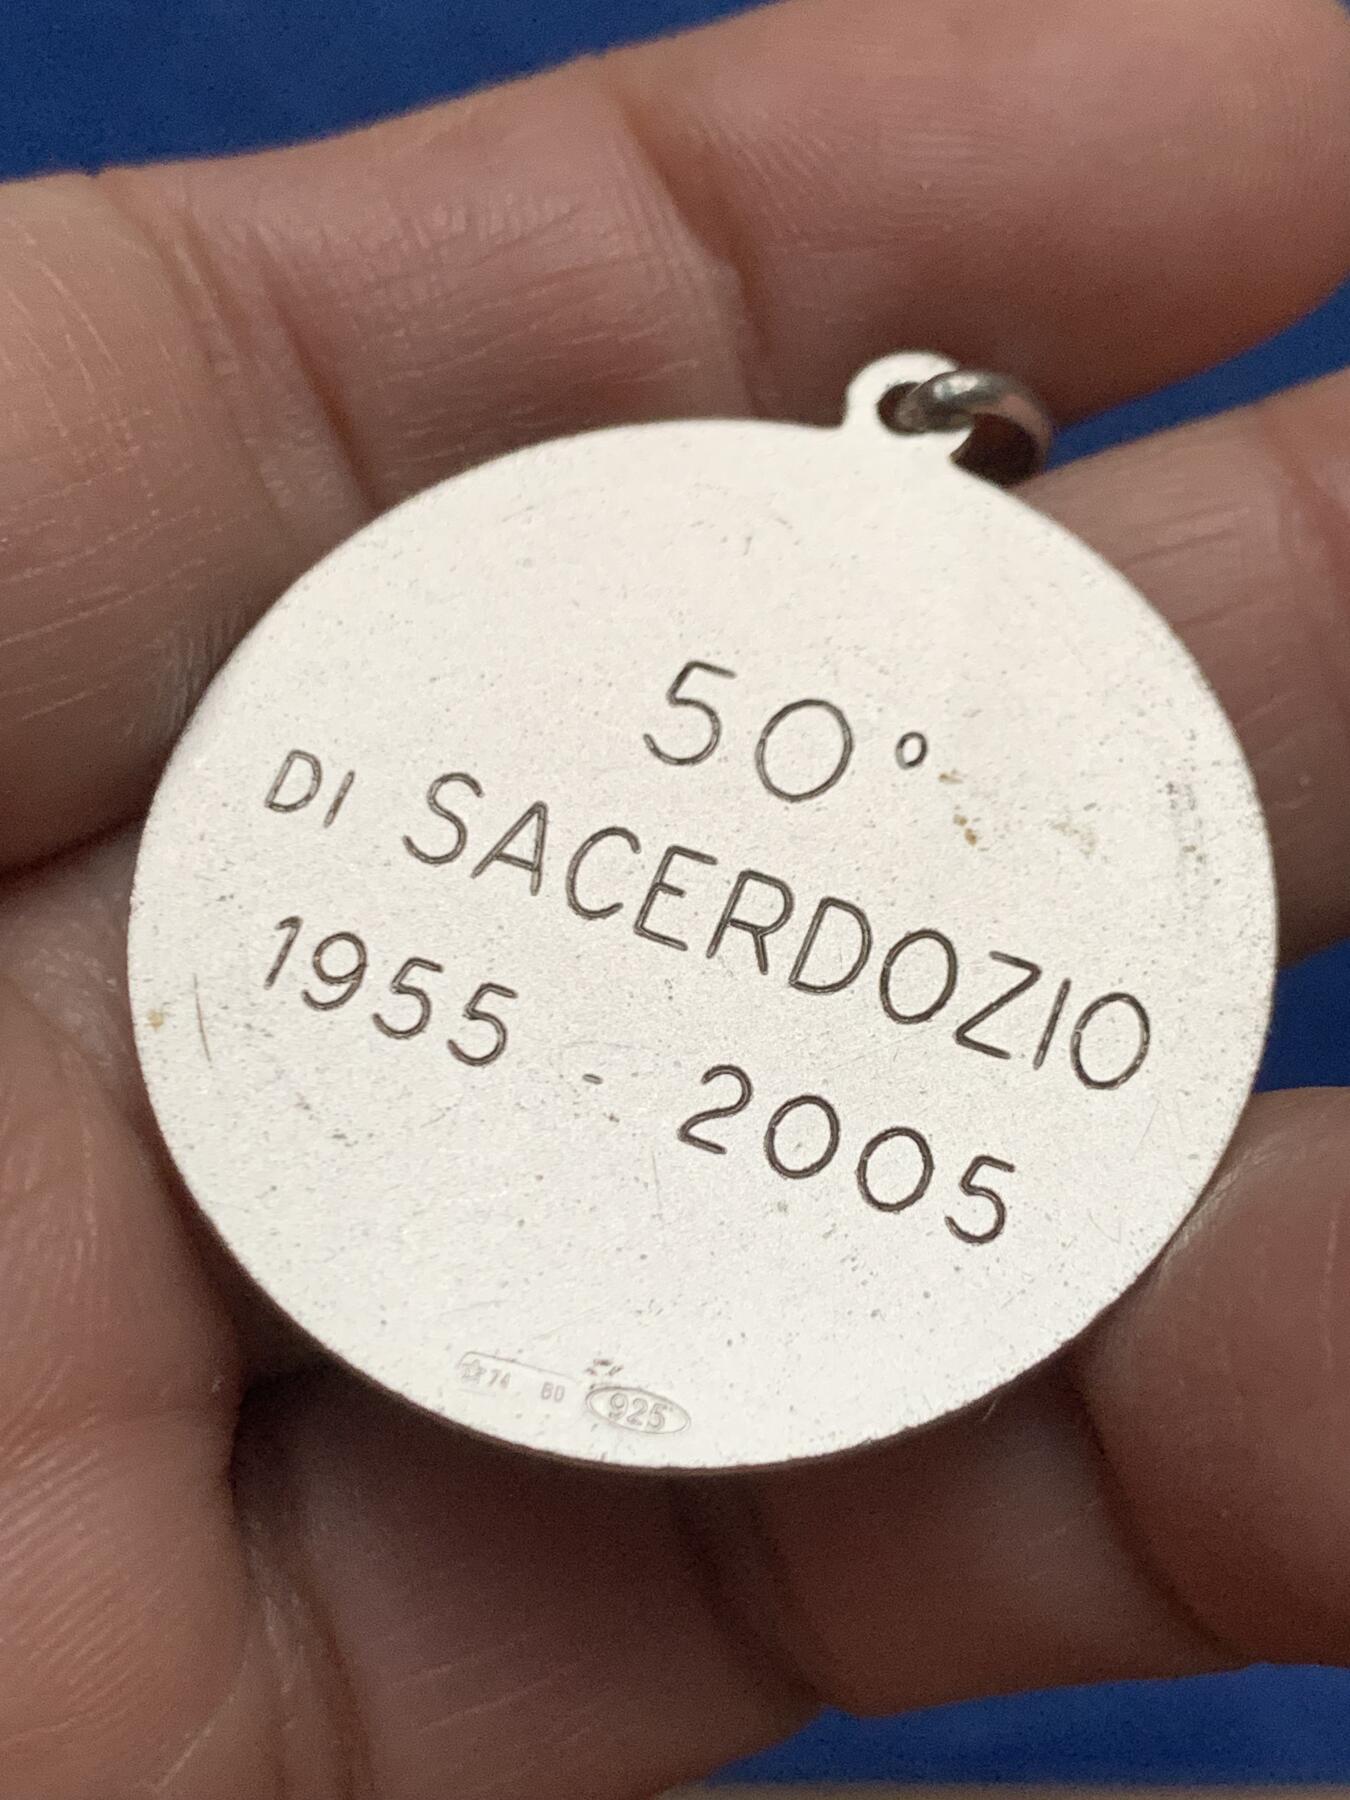 50°
DI SACERDOZIO
1955 - 2005
☆74 BO 925